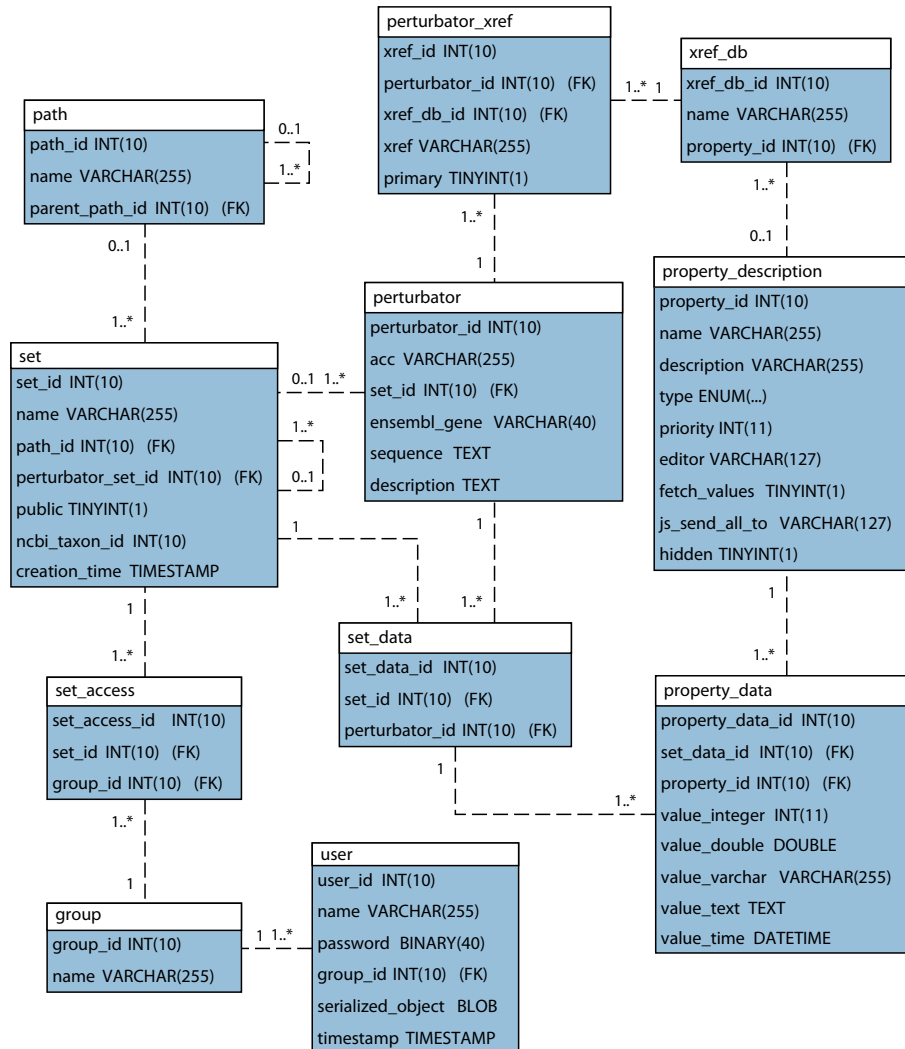 perturbator_xref
xref_id INT(10)
perturbator_id INT(10) (FK)
xref_db_id INT(10) (FK)
xref VARCHAR(255)
primary TINYINT(1)
1..* 1
xref_db
xref_db_id INT(10)
name VARCHAR(255)
property_id INT(10) (FK)
path
path_id INT(10)
name VARCHAR(255)
parent_path_id INT(10) (FK)
0..1
1..*
0..1
1..*
1..*
1
1..*
0..1
perturbator
perturbator_id INT(10)
acc VARCHAR(255)
set_id INT(10) (FK)
ensembl_gene VARCHAR(40)
sequence TEXT
description TEXT
property_description
property_id INT(10)
name VARCHAR(255)
description VARCHAR(255)
type ENUM(...)
priority INT(11)
editor VARCHAR(127)
fetch_values TINYINT(1)
js_send_all_to VARCHAR(127)
hidden TINYINT(1)
set
set_id INT(10)
name VARCHAR(255)
path_id INT(10) (FK)
perturbator_set_id INT(10) (FK)
public TINYINT(1)
ncbi_taxon_id INT(10)
creation_time TIMESTAMP
0..1 1..*
1..*
0..1
1
1..*
1
1..*
1
1..*
1
1..*
set_data
set_data_id INT(10)
set_id INT(10) (FK)
perturbator_id INT(10) (FK)
1
1..*
set_access
set_access_id INT(10)
set_id INT(10) (FK)
group_id INT(10) (FK)
1..*
1
property_data
property_data_id INT(10)
set_data_id INT(10) (FK)
property_id INT(10) (FK)
value_integer INT(11)
value_double DOUBLE
value_varchar VARCHAR(255)
value_text TEXT
value_time DATETIME
group
group_id INT(10)
name VARCHAR(255)
1 1..*
user
user_id INT(10)
name VARCHAR(255)
password BINARY(40)
group_id INT(10) (FK)
serialized_object BLOB
timestamp TIMESTAMP